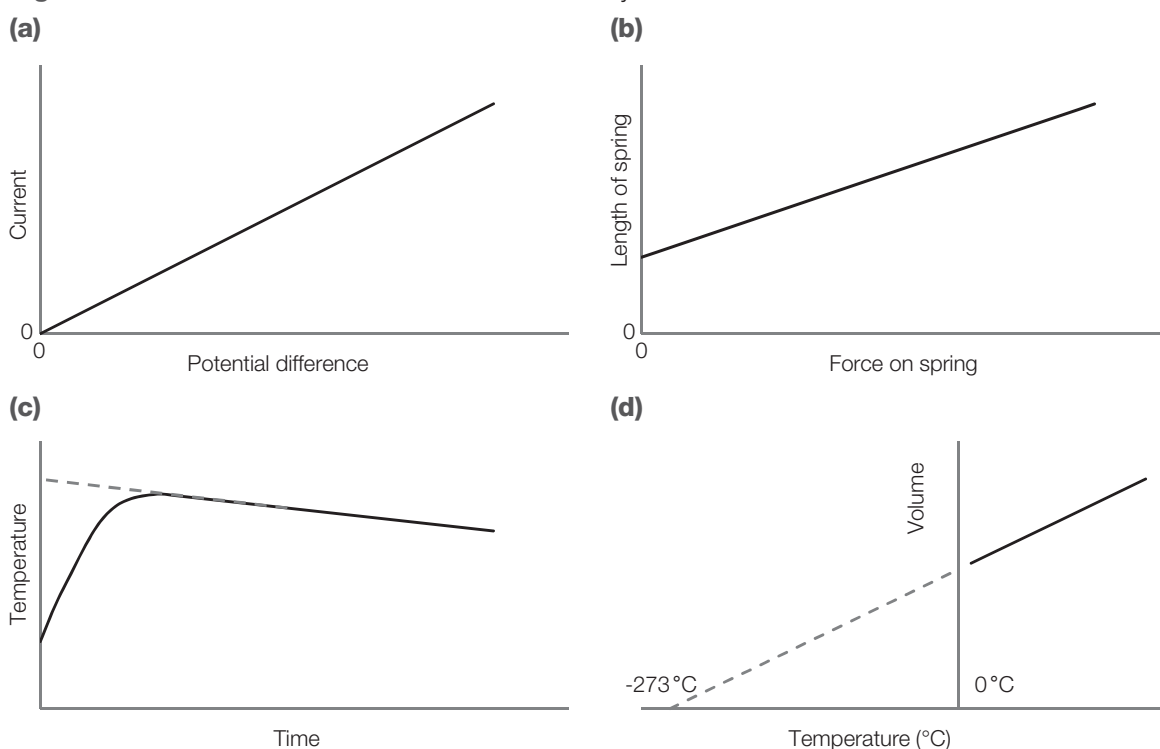 (a)
Current
0
0
Potential difference
(b)
Length of spring
0
0
Force on spring
(c)
Temperature
Time
(d)
Volume
-273°C
0°C
Temperature (°C)